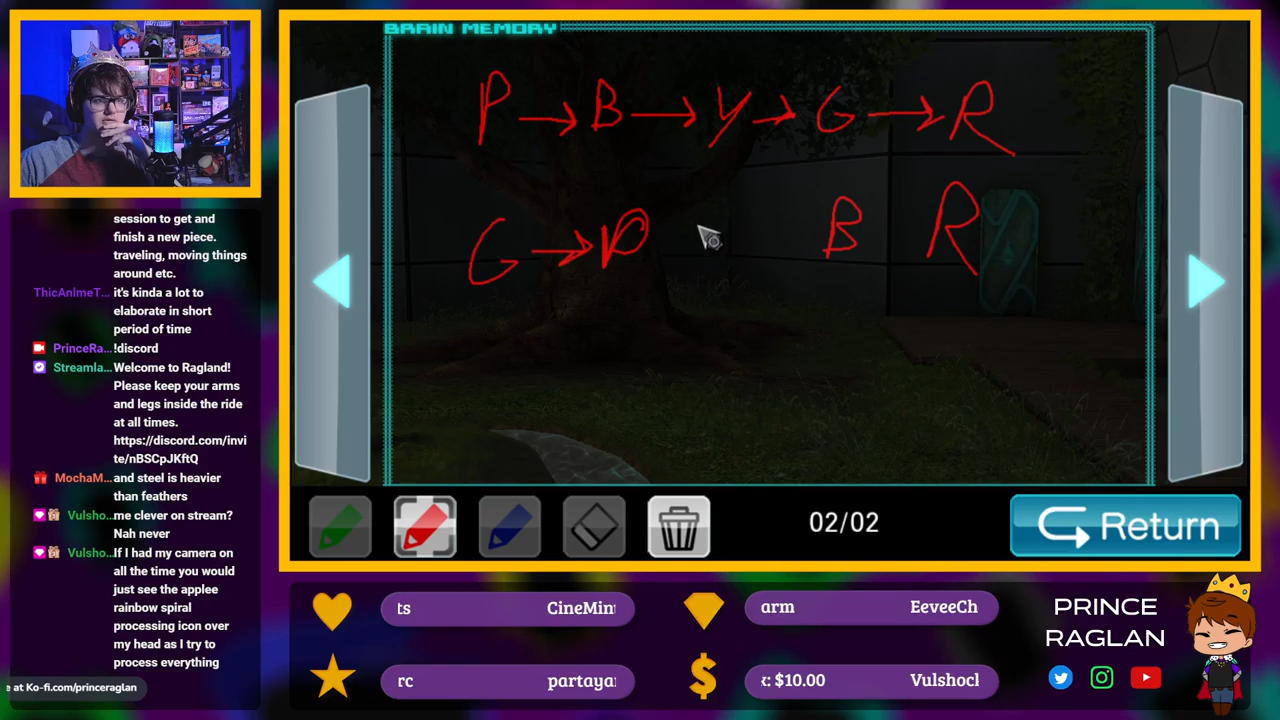 BRAIN MEMORY
P → B → Y → G → R
G → P B R
session to get and
finish a new piece.
traveling, moving things
around etc.
ThicAnImeT... it's kinda a lot to
elaborate in short
period of time
PrinceRa... !discord
Streamla... Welcome to Ragland!
Please keep your arms
and legs inside the ride
at all times.
https://discord.com/invi
te/nBSCpJKftQ
MochaM... and steel is heavier
than feathers
Vulsho... me clever on stream?
Nah never
Vulsho... If I had my camera on
all the time you would
just see the applee
rainbow spiral
processing icon over
my head as I try to
process everything
e at Ko-fi.com/princeraglan
02/02
Return
ts CineMin
arm EeveeCh
rc partaya
: $10.00 Vulshocl
PRINCE
RAGLAN